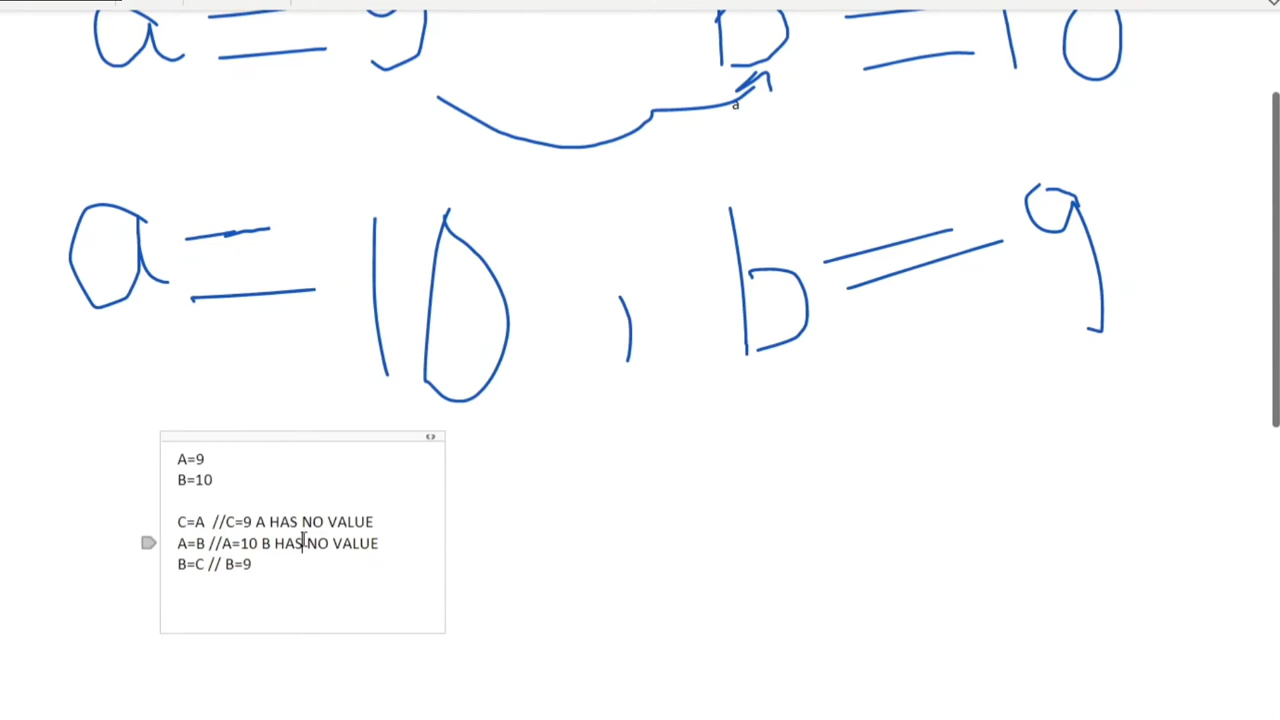 a = 9 b = 10
a
a = 10 , b = 9
A=9
B=10
C=A //C=9 A HAS NO VALUE
A=B //A=10 B HAS NO VALUE
B=C // B=9